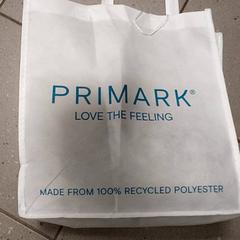 PRIMARK®
LOVE THE FEELING
MADE FROM 100% RECYCLED POLYESTER